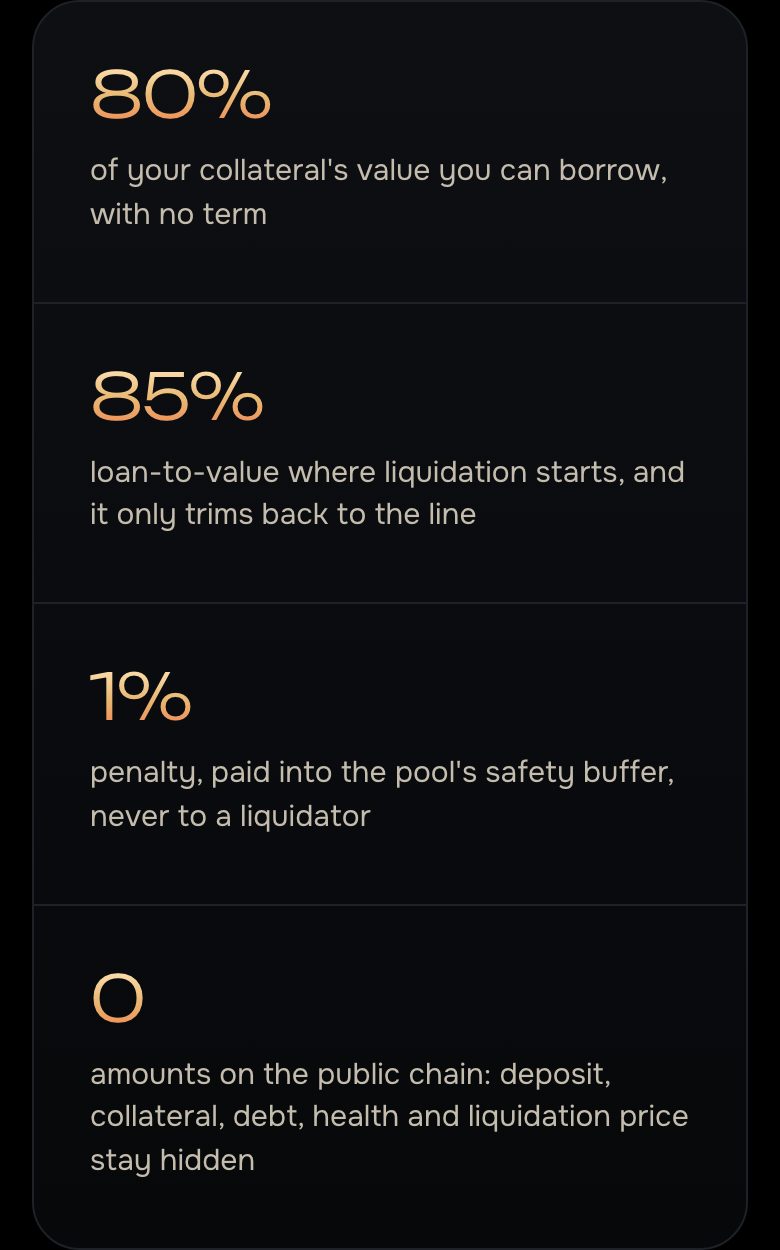 80%
of your collateral's value you can borrow,
with no term
85%
loan-to-value where liquidation starts, and
it only trims back to the line
1%
penalty, paid into the pool's safety buffer,
never to a liquidator
0
amounts on the public chain: deposit,
collateral, debt, health and liquidation price
stay hidden